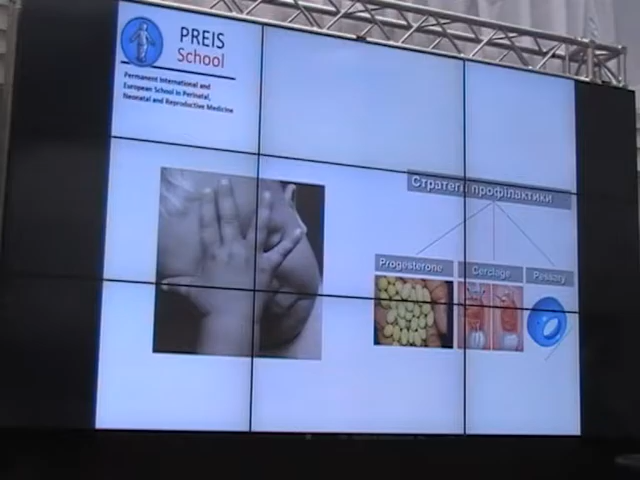 PREIS
School
Permanent International and
European School in Perinatal,
Neonatal and Reproductive Medicine
Стратегії профілактики
Progesterone
Cerclage
Pessary